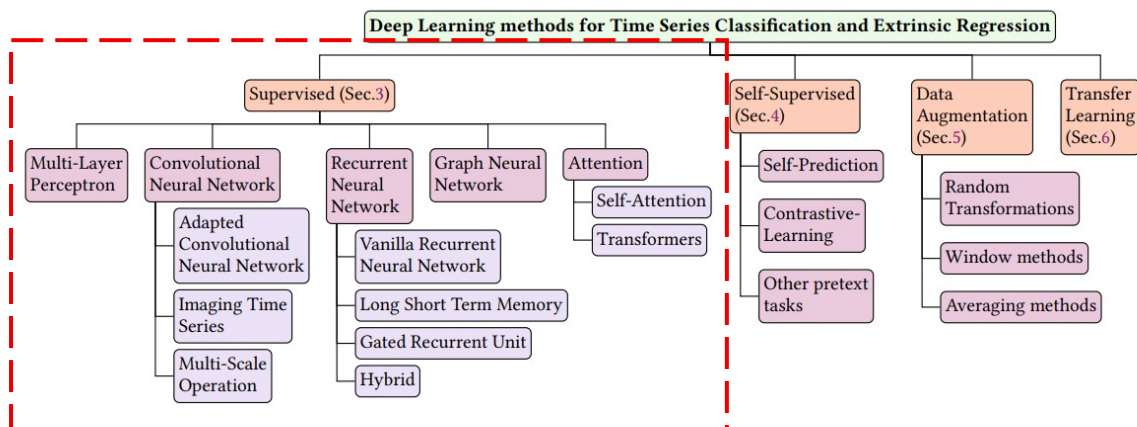 Deep Learning methods for Time Series Classification and Extrinsic Regression
Supervised (Sec.3)
Multi-Layer
Perceptron
Convolutional
Neural Network
Adapted
Convolutional
Neural Network
Imaging Time
Series
Multi-Scale
Operation
Recurrent
Neural
Network
Vanilla Recurrent
Neural Network
Long Short Term Memory
Gated Recurrent Unit
Hybrid
Graph Neural
Network
Attention
Self-Attention
Transformers
Self-Supervised
(Sec.4)
Self-Prediction
Contrastive-
Learning
Other pretext
tasks
Data
Augmentation
(Sec.5)
Random
Transformations
Window methods
Averaging methods
Transfer
Learning
(Sec.6)